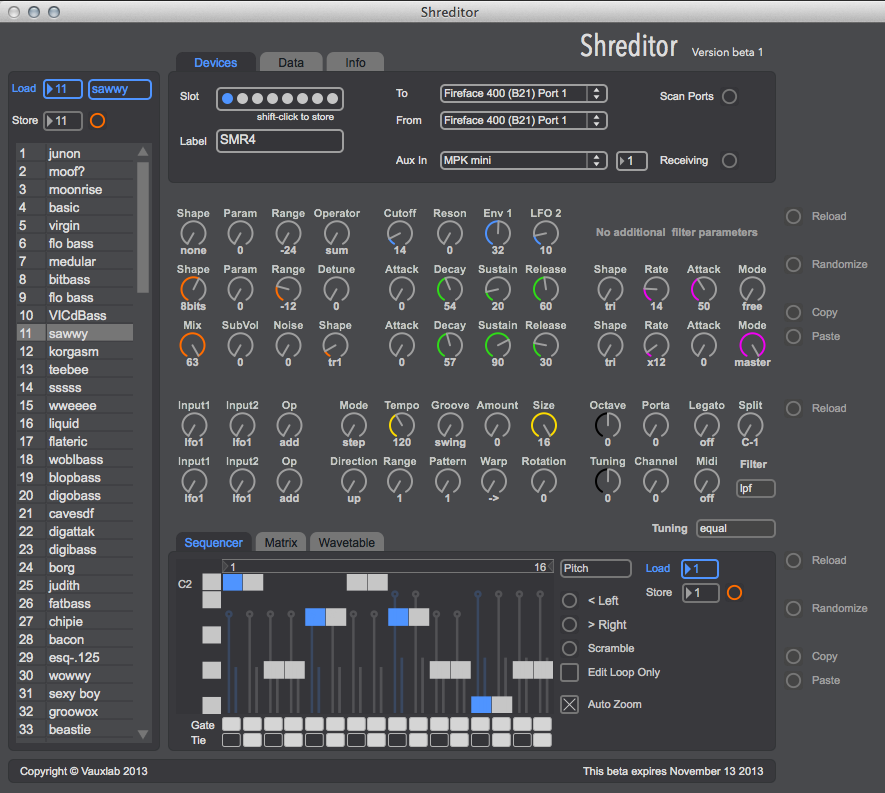 Shreditor
Shreditor Version beta 1
Devices Data Info
Load 11 sawwy
Store 11
Slot
shift-click to store
Label SMR4
To Fireface 400 (B21) Port 1 Scan Ports
From Fireface 400 (B21) Port 1
Aux In MPK mini 1 Receiving
1 junon
2 moof?
3 moonrise
4 basic
5 virgin
6 flo bass
7 medular
8 bitbass
9 flo bass
10 VICdBass
11 sawwy
12 korgasm
13 teebee
14 sssss
15 wweeee
16 liquid
17 flateric
18 woblbass
19 blopbass
20 digobass
21 cavesdf
22 digattak
23 digibass
24 borg
25 judith
26 fatbass
27 chipie
28 bacon
29 esq-.125
30 wowwy
31 sexy boy
32 groowox
33 beastie
Shape Param Range Operator Cutoff Reson Env 1 LFO 2
none 0 -24 sum 14 0 32 10
No additional filter parameters
Reload
Shape Param Range Detune Attack Decay Sustain Release Shape Rate Attack Mode
8bits 0 -12 0 0 54 20 60 tri 14 50 free
Randomize
Copy
Mix SubVol Noise Shape Attack Decay Sustain Release Shape Rate Attack Mode
63 0 0 tr1 0 57 90 30 tri x12 0 master
Paste
Input1 Input2 Op Mode Tempo Groove Amount Size Octave Porta Legato Split
lfo1 lfo1 add step 120 swing 0 16 0 0 off C-1
Reload
Input1 Input2 Op Direction Range Pattern Warp Rotation Tuning Channel Midi Filter
lfo1 lfo1 add up 1 1 -> 0 0 0 off lpf
Tuning equal
Sequencer Matrix Wavetable
1 16
C2
Pitch Load 1
Store 1
< Left
> Right
Scramble
Edit Loop Only
Auto Zoom
Gate
Tie
Reload
Randomize
Copy
Paste
Copyright © Vauxlab 2013 This beta expires November 13 2013